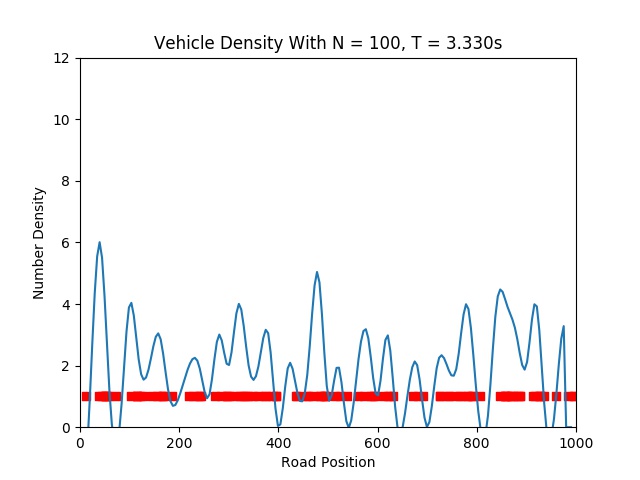 Vehicle Density With N = 100, T = 3.330s
12
10
8
6
4
2
0
Number Density
0 200 400 600 800 1000
Road Position